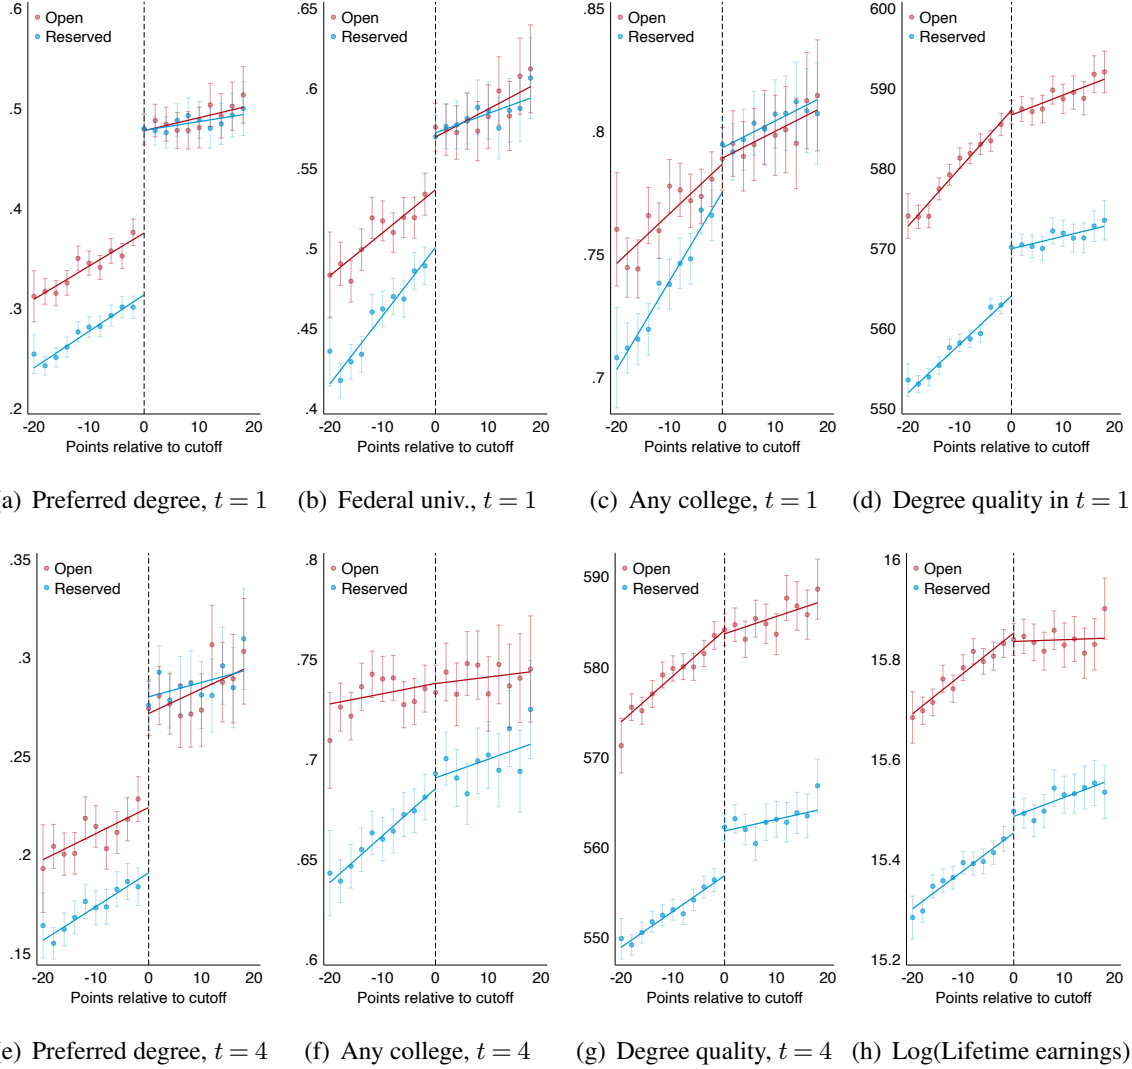 .6 .65 .85 600
Open Open Open Open
Reserved Reserved Reserved Reserved
.5 .6 .8 590
.55 580
.4 .5 .75 570
.3 .45 .7 560
.2 .4 550
-20 -10 0 10 20 -20 -10 0 10 20 -20 -10 0 10 20 -20 -10 0 10 20
Points relative to cutoff Points relative to cutoff Points relative to cutoff Points relative to cutoff
a) Preferred degree, t = 1 (b) Federal univ., t = 1 (c) Any college, t = 1 (d) Degree quality in t = 1
.35 .8 590 16
Open Open Open Open
Reserved Reserved Reserved Reserved
.3 .75 580 15.8
.25 .7 570 15.6
.2 .65 560 15.4
.15 .6 550 15.2
-20 -10 0 10 20 -20 -10 0 10 20 -20 -10 0 10 20 -20 -10 0 10 20
Points relative to cutoff Points relative to cutoff Points relative to cutoff Points relative to cutoff
e) Preferred degree, t = 4 (f) Any college, t = 4 (g) Degree quality, t = 4 (h) Log(Lifetime earnings)